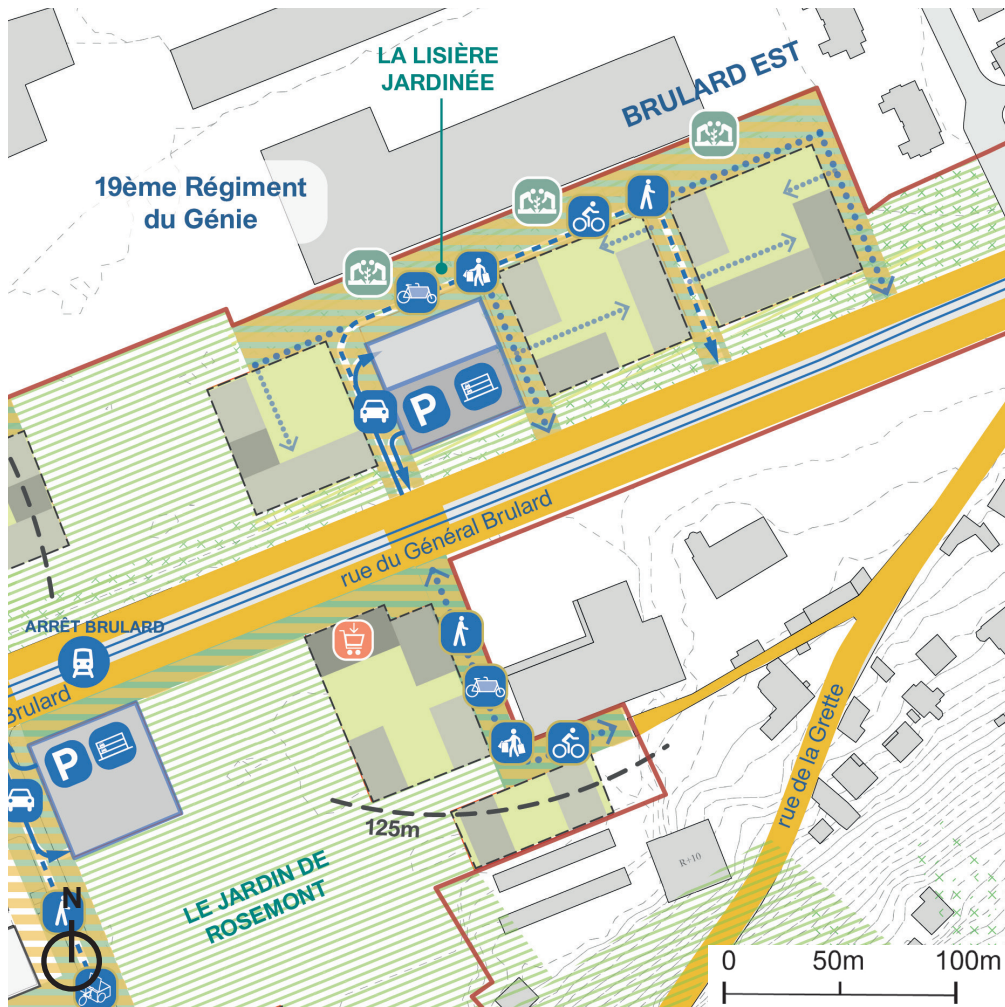 LA LISIÈRE
JARDINÉE
BRULARD EST
19ème Régiment
du Génie
P
rue du Général Brulard
ARRÊT BRULARD
Brulard
P
125m
rue de la Grette
R+10
LE JARDIN DE
ROSEMONT
N
0 50m 100m